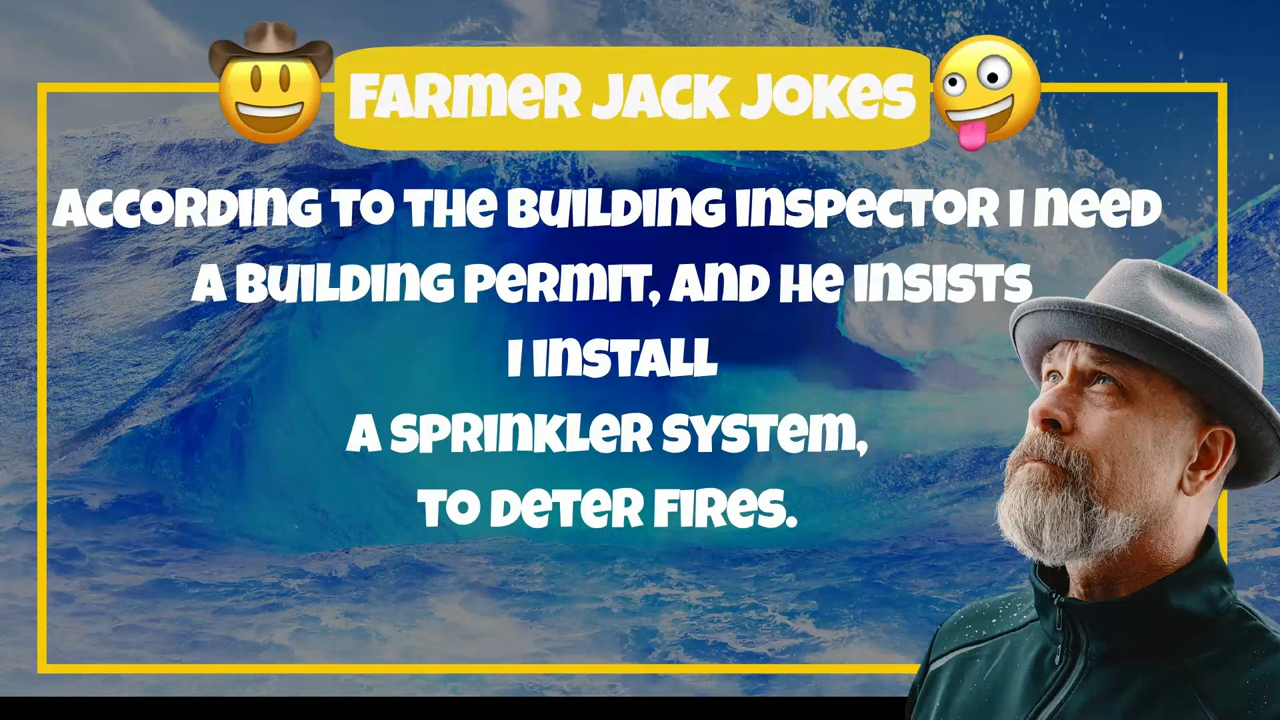 FARMER JACK JOKES
ACCORDING TO THE BUILDING INSPECTOR I NEED
A BUILDING PERMIT, AND HE INSISTS
I INSTALL
A SPRINKLER SYSTEM,
TO DETER FIRES.